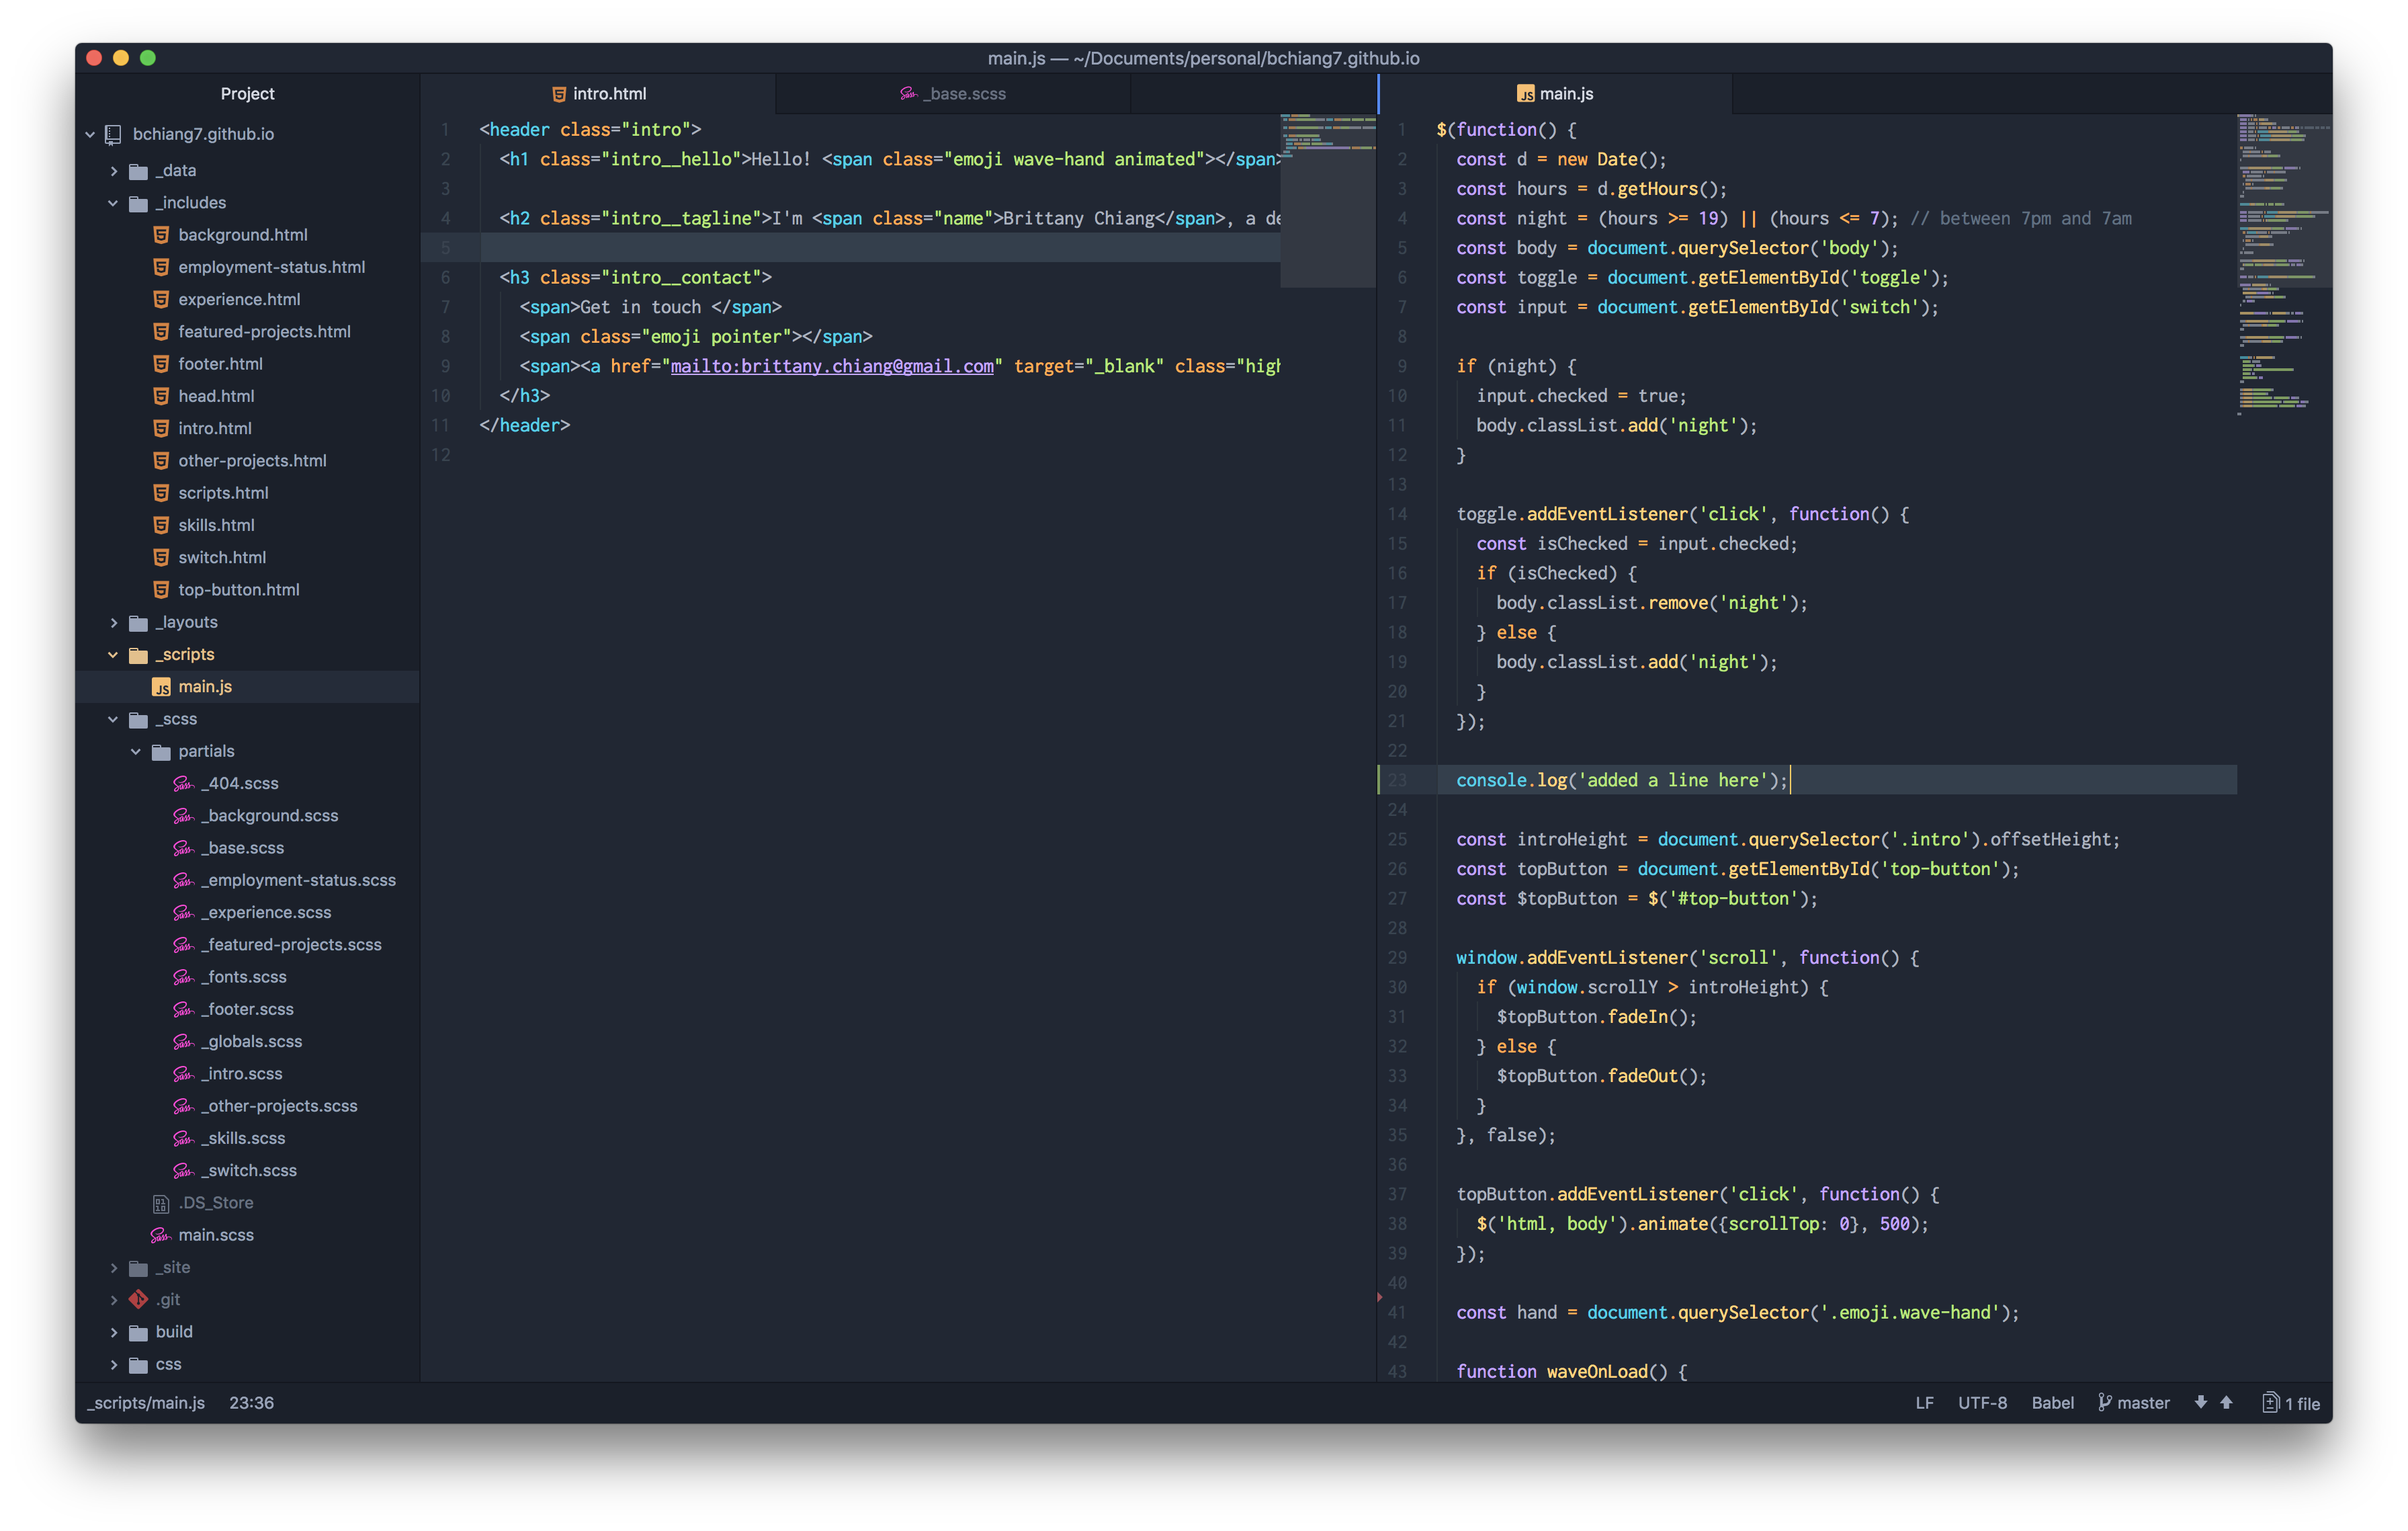 main.js — ~/Documents/personal/bchiang7.github.io
Project
bchiang7.github.io
_data
_includes
background.html
employment-status.html
experience.html
featured-projects.html
footer.html
head.html
intro.html
other-projects.html
scripts.html
skills.html
switch.html
top-button.html
_layouts
_scripts
JS main.js
_scss
partials
_404.scss
_background.scss
_base.scss
_employment-status.scss
_experience.scss
_featured-projects.scss
_fonts.scss
_footer.scss
_globals.scss
_intro.scss
_other-projects.scss
_skills.scss
_switch.scss
.DS_Store
main.scss
_site
.git
build
css
intro.html
_base.scss
1 <header class="intro">
2 <h1 class="intro__hello">Hello! <span class="emoji wave-hand animated"></span>
3
4 <h2 class="intro__tagline">I'm <span class="name">Brittany Chiang</span>, a de
5
6 <h3 class="intro__contact">
7 <span>Get in touch </span>
8 <span class="emoji pointer"></span>
9 <span><a href="mailto:brittany.chiang@gmail.com" target="_blank" class="high
10 </h3>
11 </header>
12
JS main.js
1 $(function() {
2 const d = new Date();
3 const hours = d.getHours();
4 const night = (hours >= 19) || (hours <= 7); // between 7pm and 7am
5 const body = document.querySelector('body');
6 const toggle = document.getElementById('toggle');
7 const input = document.getElementById('switch');
8
9 if (night) {
10 input.checked = true;
11 body.classList.add('night');
12 }
13
14 toggle.addEventListener('click', function() {
15 const isChecked = input.checked;
16 if (isChecked) {
17 body.classList.remove('night');
18 } else {
19 body.classList.add('night');
20 }
21 });
22
23 console.log('added a line here');
24
25 const introHeight = document.querySelector('.intro').offsetHeight;
26 const topButton = document.getElementById('top-button');
27 const $topButton = $('#top-button');
28
29 window.addEventListener('scroll', function() {
30 if (window.scrollY > introHeight) {
31 $topButton.fadeIn();
32 } else {
33 $topButton.fadeOut();
34 }
35 }, false);
36
37 topButton.addEventListener('click', function() {
38 $('html, body').animate({scrollTop: 0}, 500);
39 });
40
41 const hand = document.querySelector('.emoji.wave-hand');
42
43 function waveOnLoad() {
_scripts/main.js 23:36
LF UTF-8 Babel master 1 file